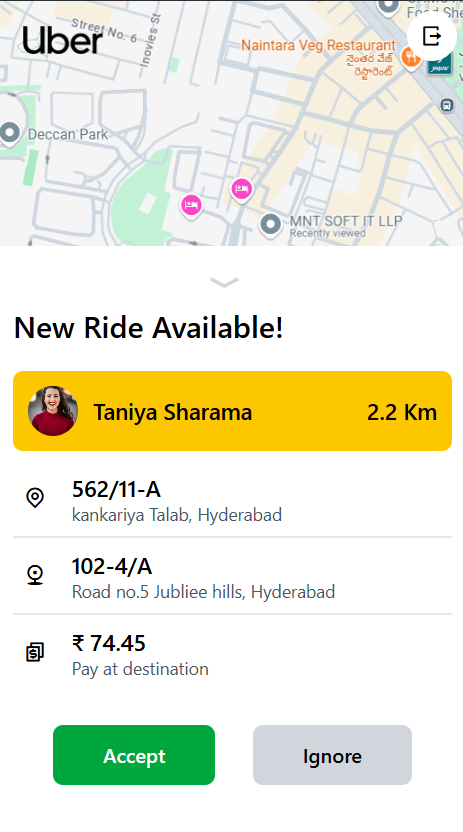 Uber
Street No. 6
Inovies St
Food She
Naintara Veg Restaurant
నైంతర వేజ్
రెస్టారెంట్
Deccan Park
MNT SOFT IT LLP
Recently viewed
New Ride Available!
Taniya Sharama
2.2 Km
562/11-A
kankariya Talab, Hyderabad
102-4/A
Road no.5 Jubliee hills, Hyderabad
₹ 74.45
Pay at destination
Accept
Ignore